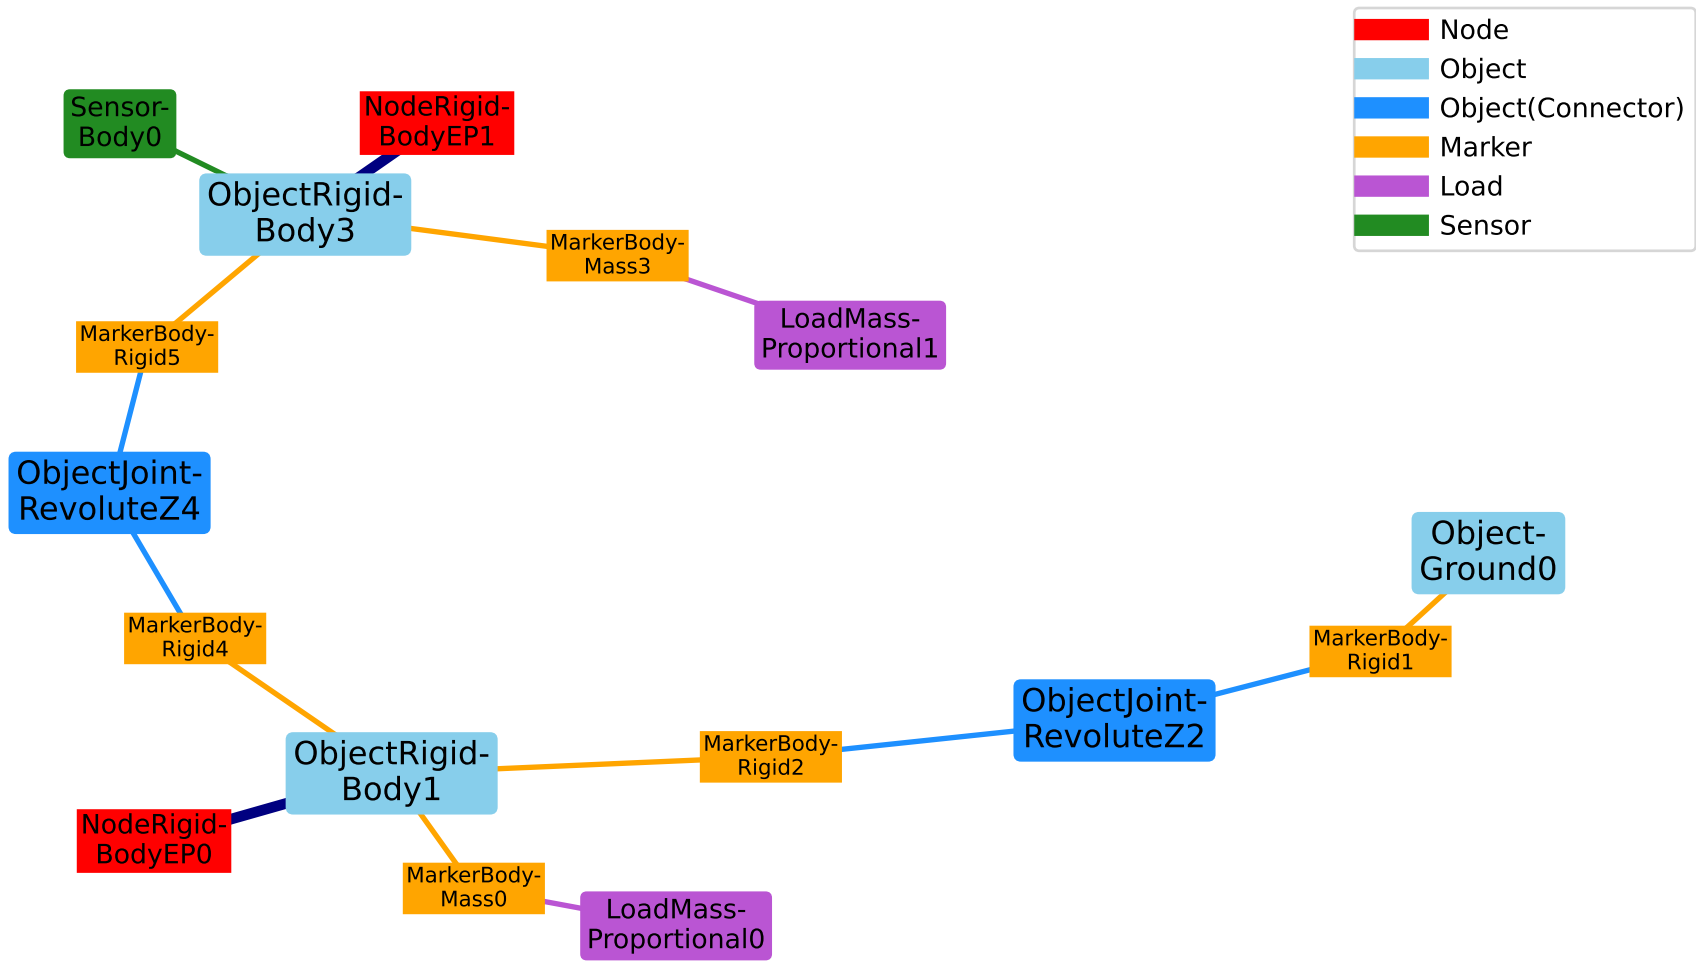 Node
Object
Object(Connector)
Marker
Load
Sensor
Sensor-
Body0
NodeRigid-
BodyEP1
ObjectRigid-
Body3
MarkerBody-
Mass3
LoadMass-
Proportional1
MarkerBody-
Rigid5
ObjectJoint-
RevoluteZ4
Object-
Ground0
MarkerBody-
Rigid4
MarkerBody-
Rigid1
ObjectJoint-
RevoluteZ2
ObjectRigid-
Body1
MarkerBody-
Rigid2
NodeRigid-
BodyEP0
MarkerBody-
Mass0
LoadMass-
Proportional0